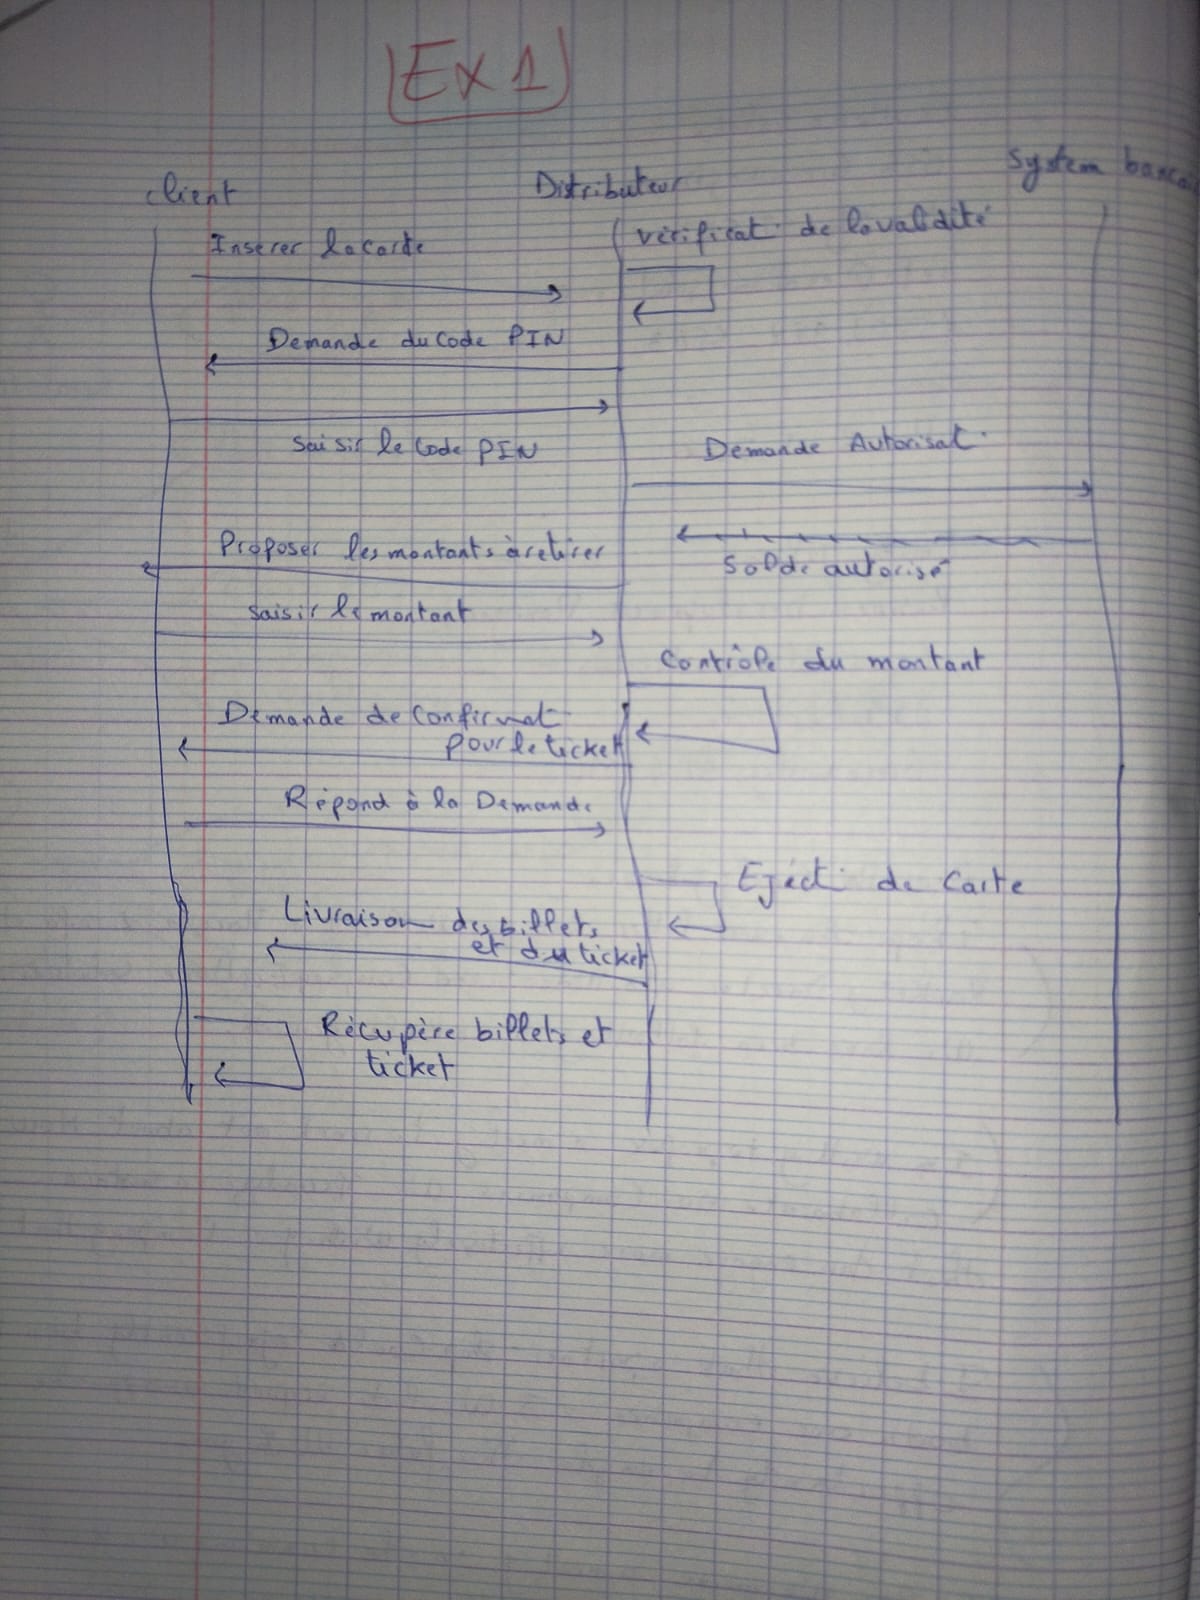 Ex 1
Client
Distributeur
System banca
Inserer la carte
Vérificat° de la validité
Demande du code PIN
Saisir le code PIN
Demande Autorisat°
Solde autorisé
Proposer les montants à retirer
Saisir le montant
Contrôle du montant
Demande de confirmat°
pour le ticket
Répond à la Demande
Eject° de Carte
Livraison des billets
et du ticket
Récupère billets et
ticket